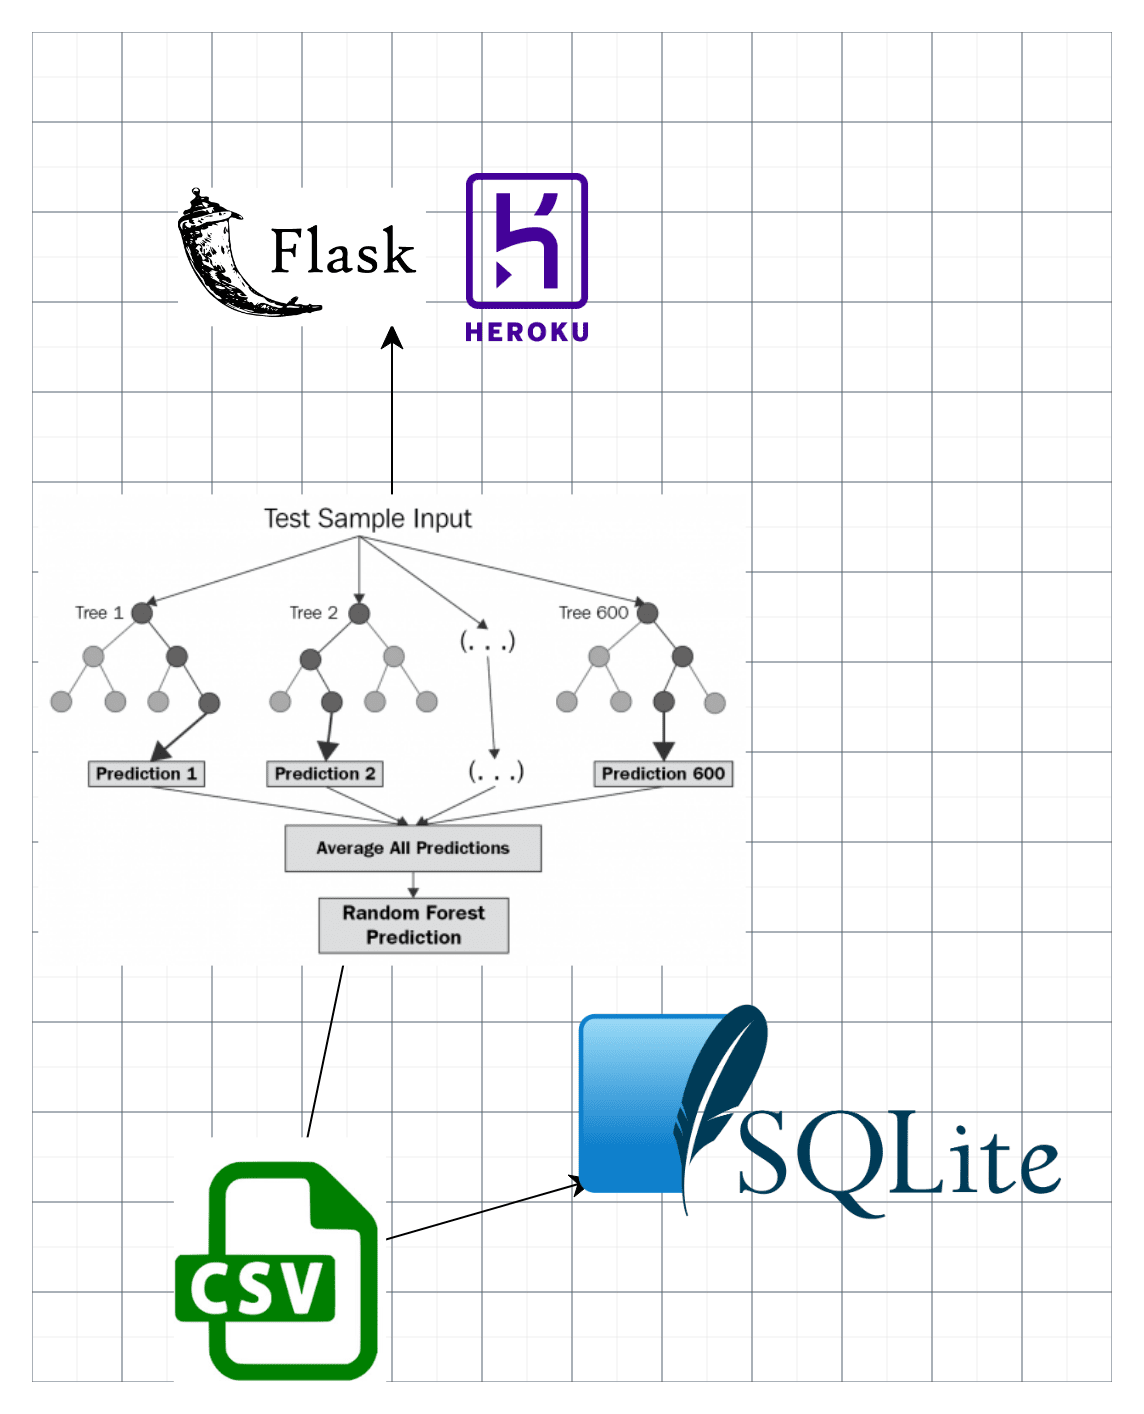 Flask
HEROKU
Test Sample Input
Tree 1
Tree 2
Tree 600
(. . .)
Prediction 1
Prediction 2
(. . .)
Prediction 600
Average All Predictions
Random Forest
Prediction
SQLite
CSV